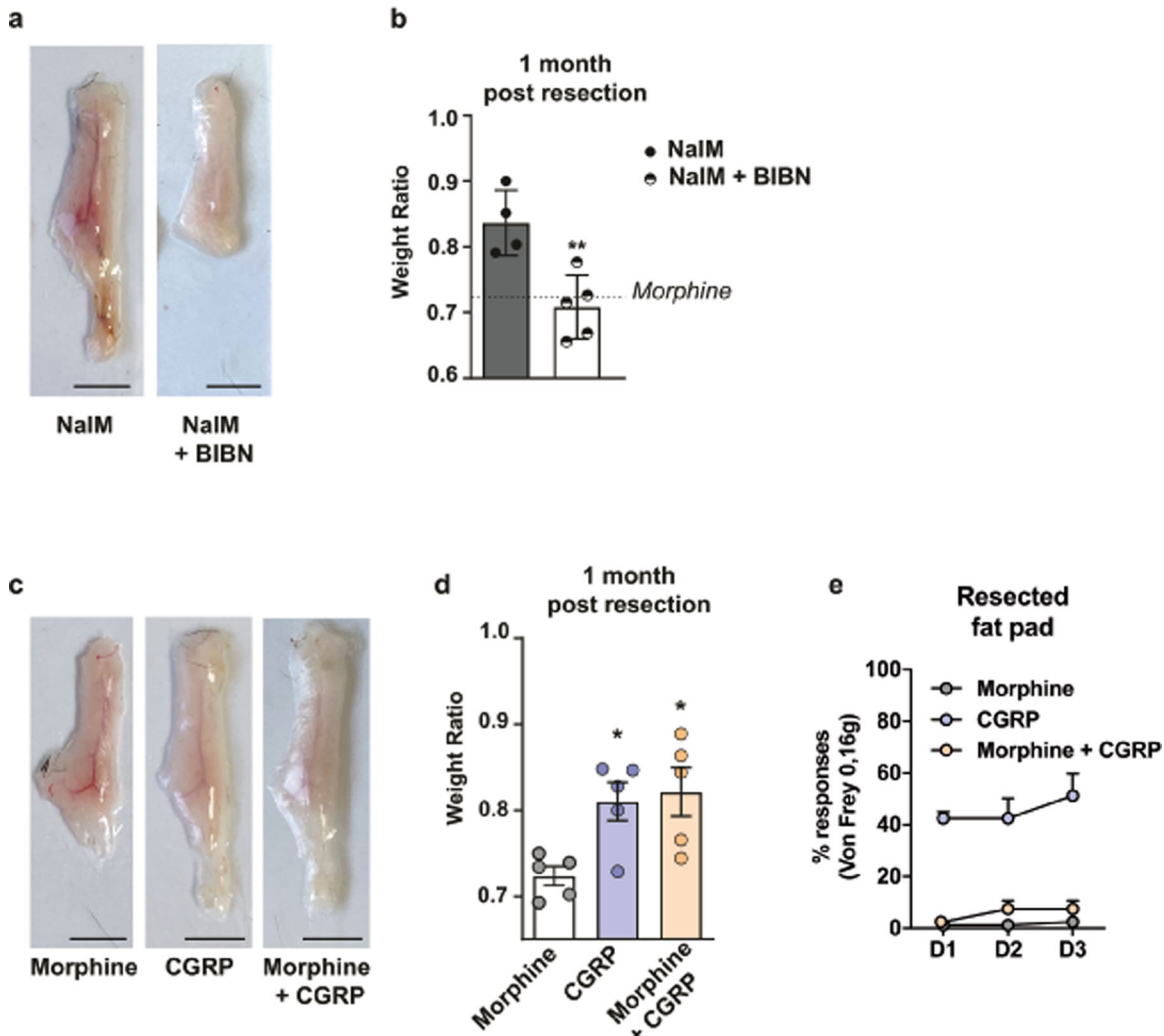 a
NalM
NalM
+ BIBN
b
1 month
post resection
Weight Ratio
1.0
0.9
0.8
0.7
0.6
NalM
NalM + BIBN
**
Morphine
c
Morphine
CGRP
Morphine
+ CGRP
d
1 month
post resection
Weight Ratio
1.0
0.9
0.8
0.7
*
*
Morphine
CGRP
Morphine
+ CGRP
e
Resected
fat pad
% responses
(Von Frey 0,16g)
100
80
60
40
20
0
Morphine
CGRP
Morphine + CGRP
D1 D2 D3